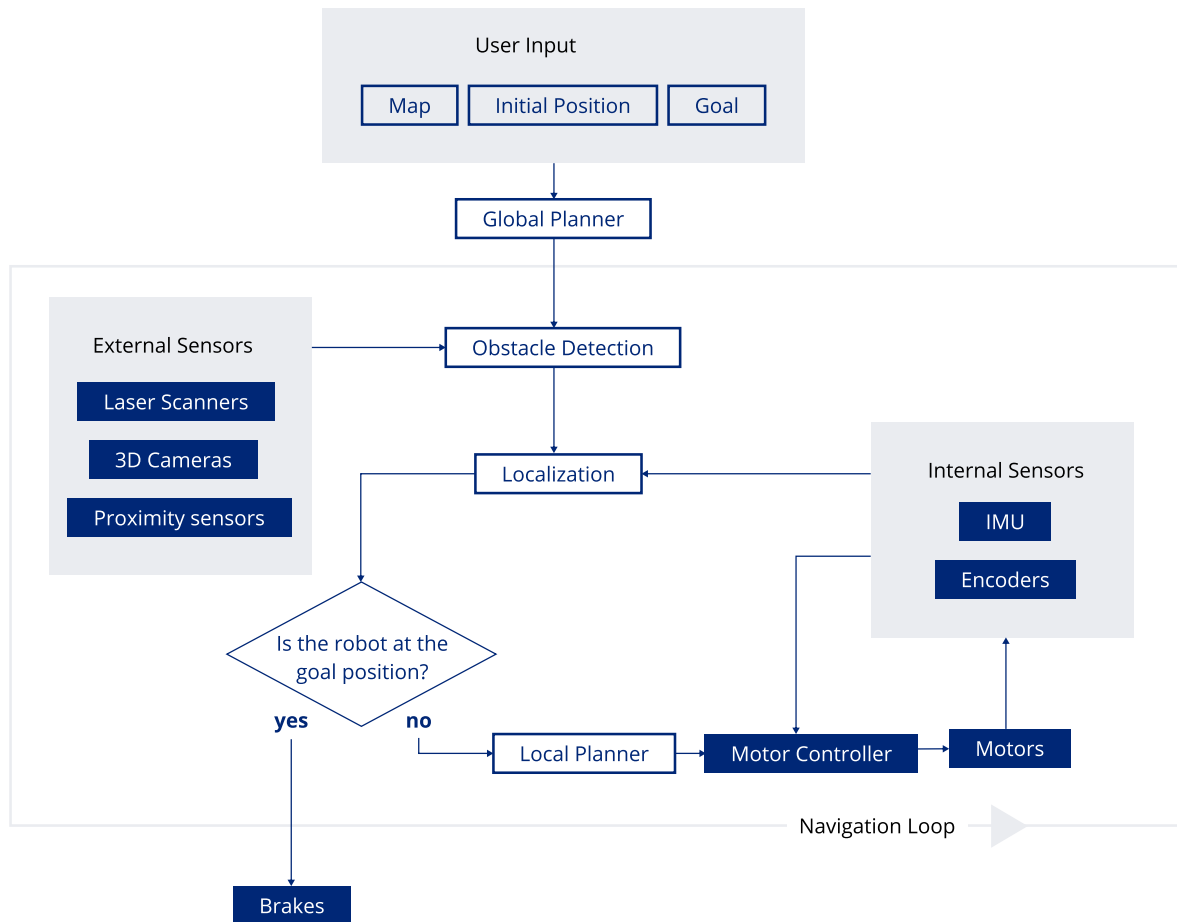 User Input
Map
Initial Position
Goal
Global Planner
External Sensors
Laser Scanners
3D Cameras
Proximity sensors
Obstacle Detection
Localization
Internal Sensors
IMU
Encoders
Is the robot at the
goal position?
yes
no
Local Planner
Motor Controller
Motors
Navigation Loop
Brakes